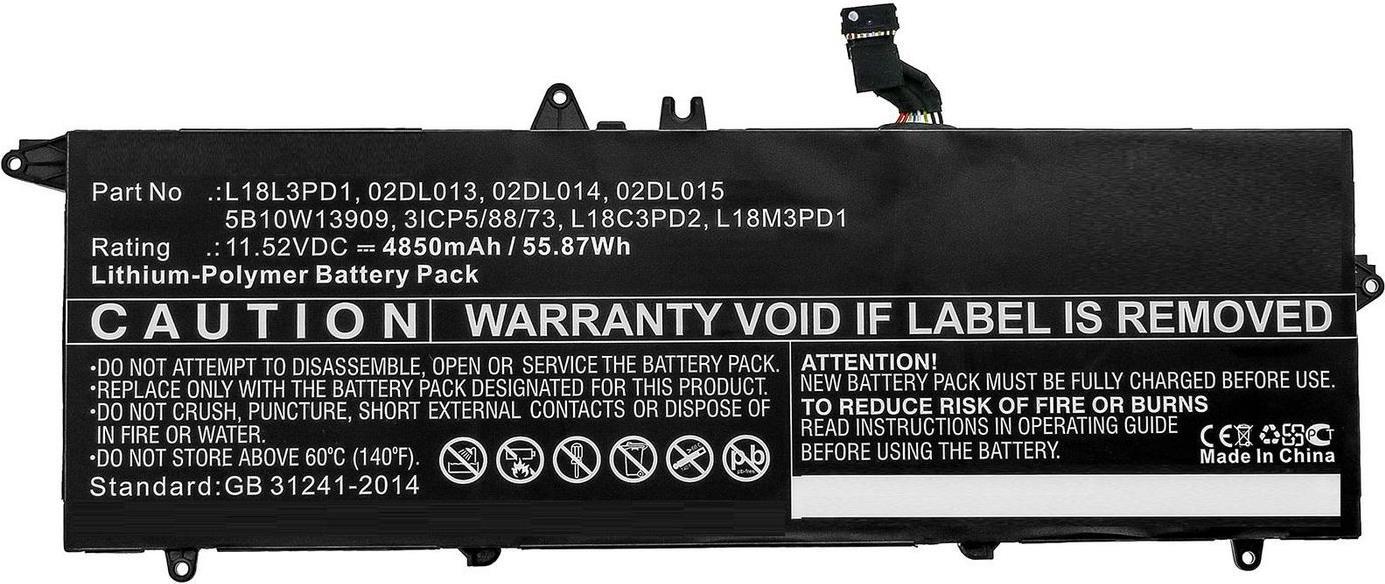 Part No .:L18L3PD1, 02DL013, 02DL014, 02DL015
5B10W13909, 3ICP5/88/73, L18C3PD2, L18M3PD1
Rating .:11.52VDC ⎓ 4850mAh / 55.87Wh
Lithium-Polymer Battery Pack
CAUTION
WARRANTY VOID IF LABEL IS REMOVED
•DO NOT ATTEMPT TO DISASSEMBLE, OPEN OR SERVICE THE BATTERY PACK.
•REPLACE ONLY WITH THE BATTERY PACK DESIGNATED FOR THIS PRODUCT.
•DO NOT CRUSH, PUNCTURE, SHORT EXTERNAL CONTACTS OR DISPOSE OF
IN FIRE OR WATER.
•DO NOT STORE ABOVE 60°C (140°F).
Standard:GB 31241-2014
pb
pb-free
ATTENTION!
NEW BATTERY PACK MUST BE FULLY CHARGED BEFORE USE.
TO REDUCE RISK OF FIRE OR BURNS
READ INSTRUCTIONS IN OPERATING GUIDE
BEFORE USING THE BATTERY.
CE
Made In China